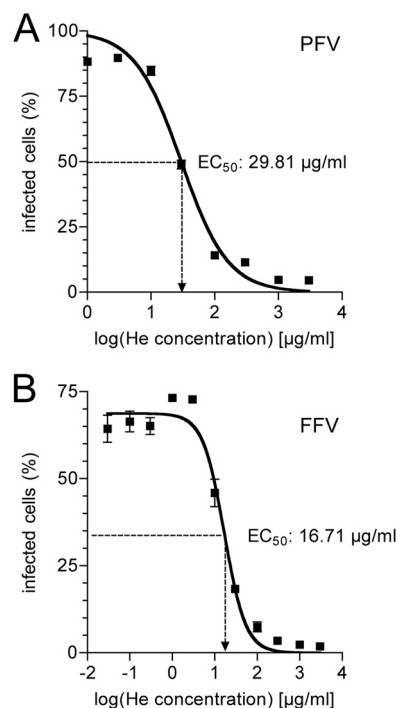 A
PFV
100
75
50
25
0
infected cells (%)
EC50: 29.81 µg/ml
0 1 2 3 4
log(He concentration) [µg/ml]
B
FFV
75
50
25
0
infected cells (%)
EC50: 16.71 µg/ml
-2 -1 0 1 2 3 4
log(He concentration) [µg/ml]